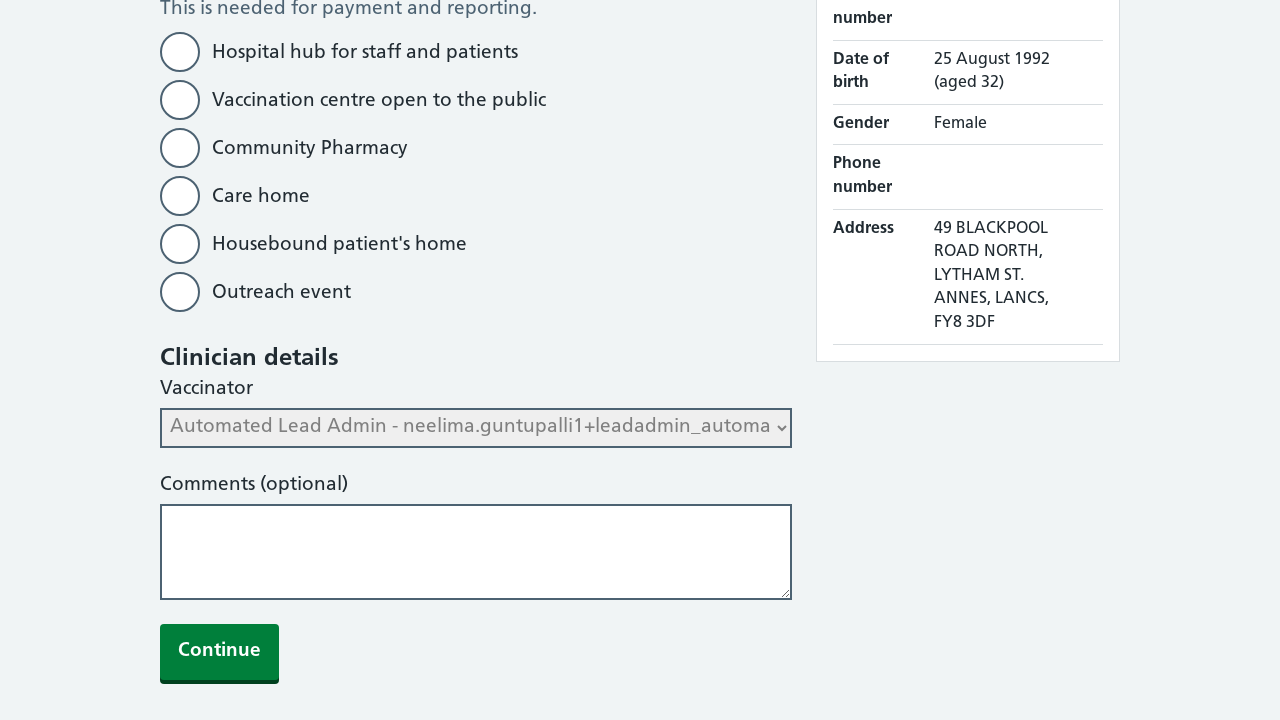 This is needed for payment and reporting.
Hospital hub for staff and patients
Vaccination centre open to the public
Community Pharmacy
Care home
Housebound patient's home
Outreach event
Clinician details
Vaccinator
Automated Lead Admin - neelima.guntupalli1+leadadmin_automa
Comments (optional)
Continue
number
Date of birth
25 August 1992
(aged 32)
Gender
Female
Phone number
Address
49 BLACKPOOL
ROAD NORTH,
LYTHAM ST.
ANNES, LANCS,
FY8 3DF